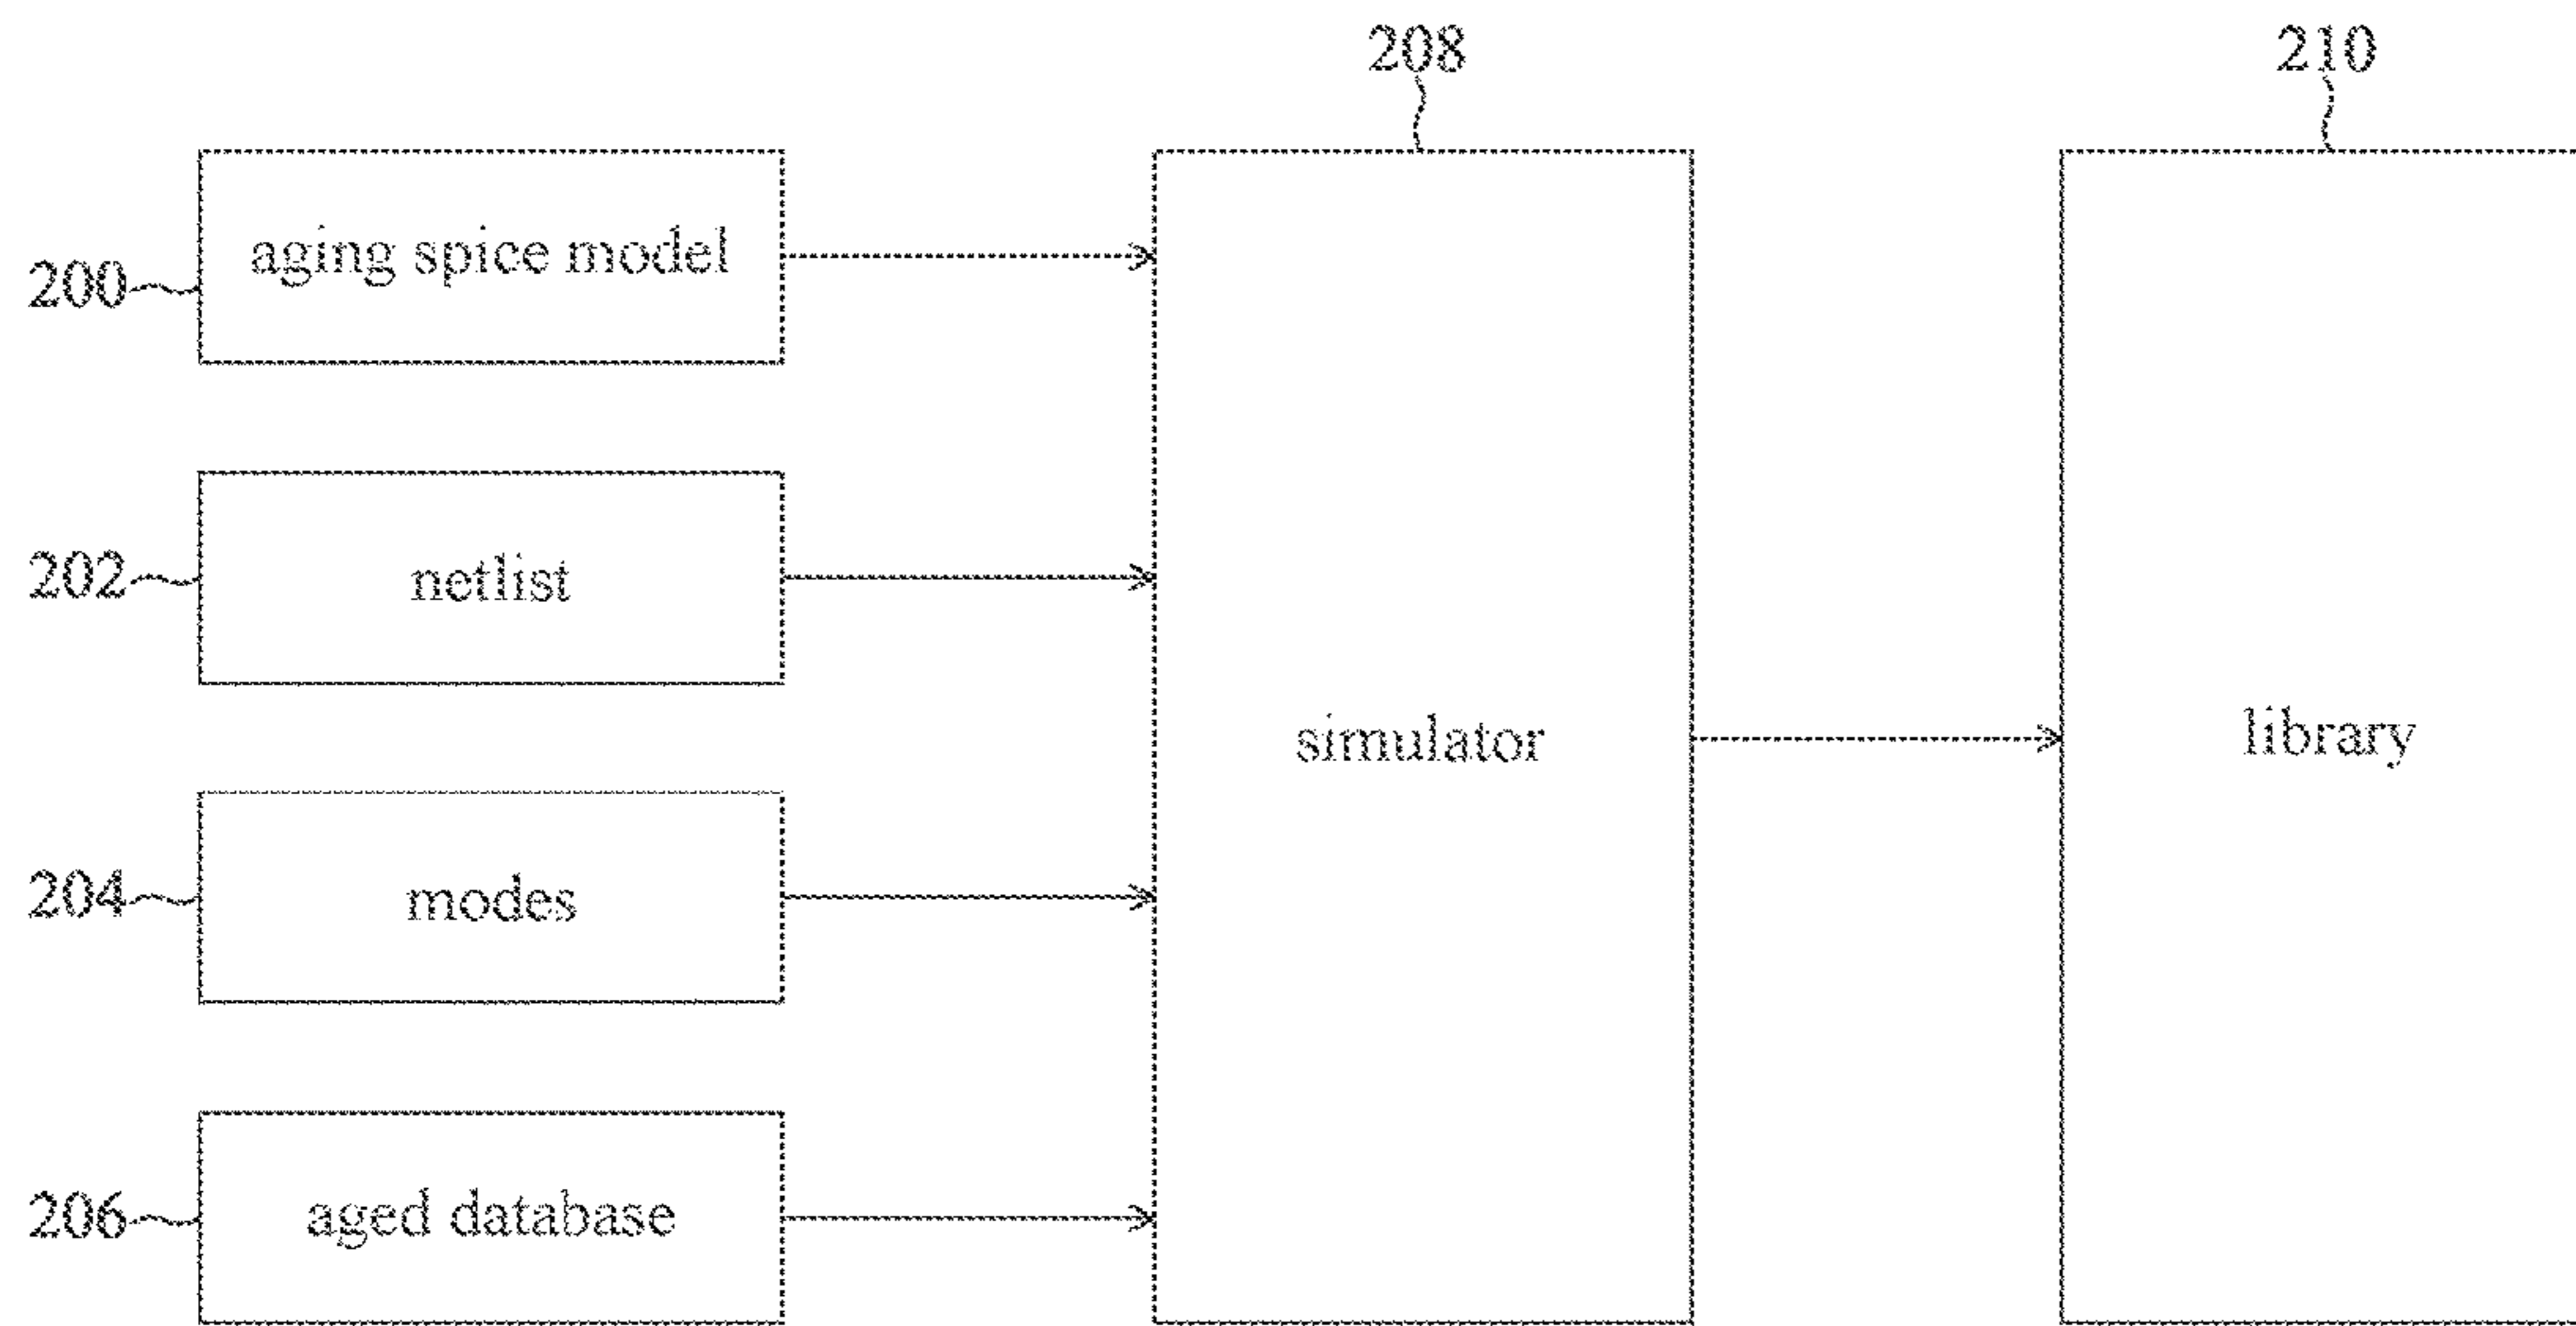 208
210
aging spice model
200
202
netlist
simulator
library
204
modes
206
aged database